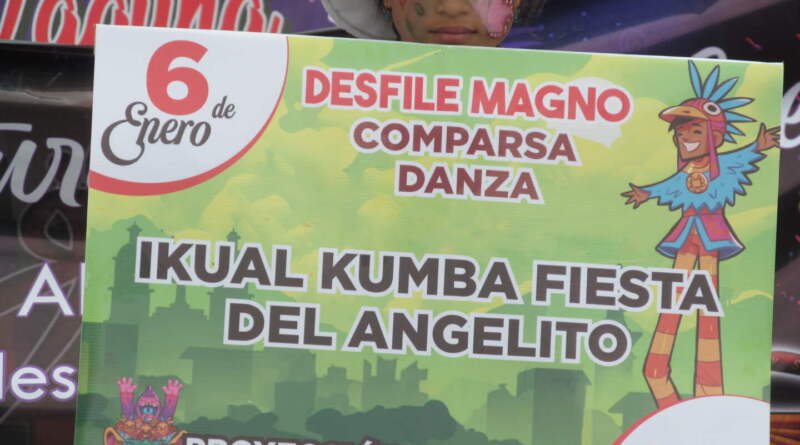 6
de
Enero
DESFILE MAGNO
COMPARSA
DANZA
IKUAL KUMBA FIESTA
DEL ANGELITO